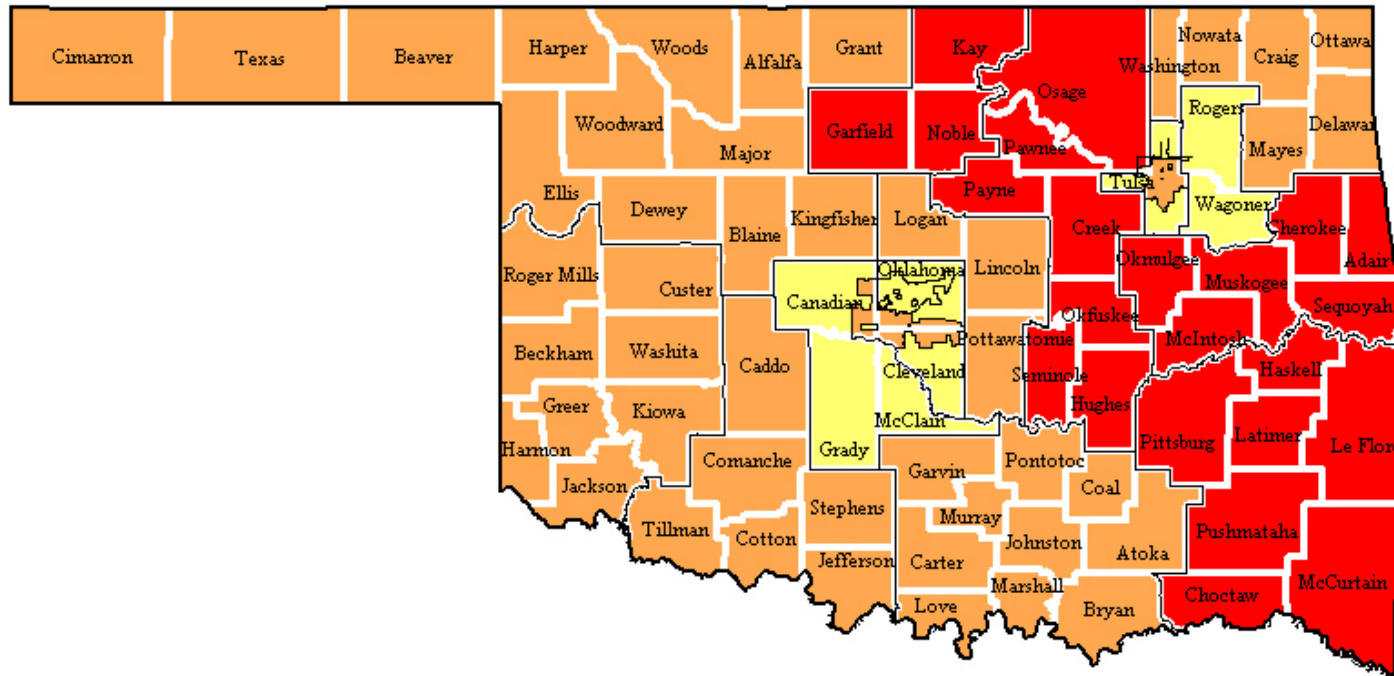 Cimarron
Texas
Beaver
Harper
Woods
Alfalfa
Grant
Kay
Osage
Washington
Nowata
Craig
Ottawa
Woodward
Major
Garfield
Noble
Pawnee
Rogers
Mayes
Delawar
Ellis
Dewey
Blaine
Kingfisher
Logan
Payne
Creek
Tulsa
Wagoner
Cherokee
Adair
Roger Mills
Custer
Canadian
Oklahoma
Lincoln
Okmulgee
Muskogee
Sequoyah
Beckham
Washita
Caddo
Cleveland
Pottawatomie
Seminole
Okfuskee
McIntosh
Haskell
Greer
Kiowa
Grady
McClain
Hughes
Pittsburg
Latimer
Le Flor
Harmon
Jackson
Comanche
Garvin
Pontotoc
Coal
Tillman
Cotton
Stephens
Murray
Johnston
Atoka
Pushmataha
Jefferson
Carter
Marshall
Love
Bryan
Choctaw
McCurtain